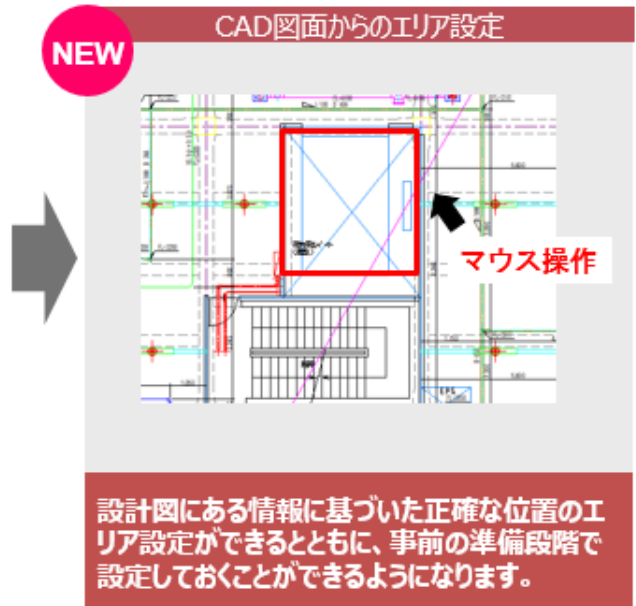 CAD図面からのエリア設定
NEW
マウス操作
EPS
設計図にある情報に基づいた正確な位置のエ
リア設定ができるとともに、事前の準備段階で
設定しておくことができるようになります。